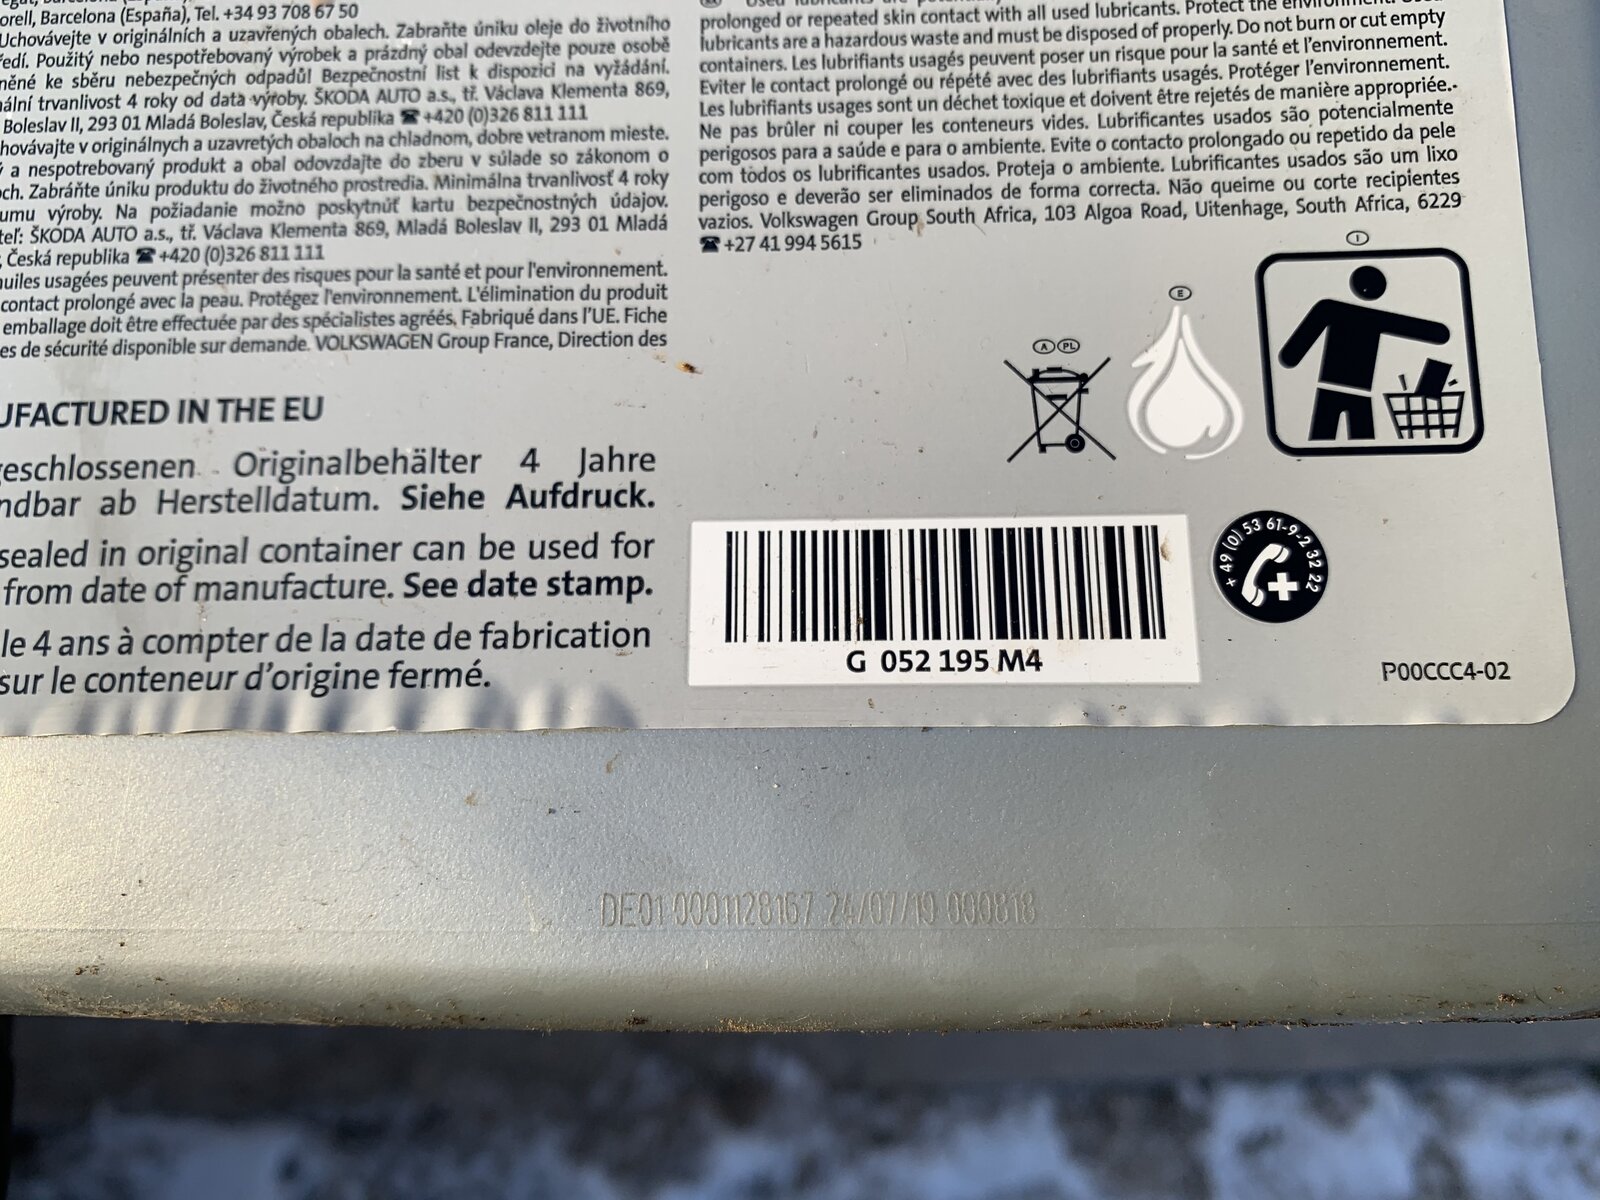 orell, Barcelona (España), Tel. +34 93 708 67 50
Uchovávejte v originálních a uzavřených obalech. Zabraňte úniku oleje do životního
ředí. Použitý nebo nespotřebovaný výrobek a prázdný obal odevzdejte pouze osobě
něné ke sběru nebezpečných odpadů! Bezpečnostní list k dispozici na vyžádání.
ální trvanlivost 4 roky od data výroby. ŠKODA AUTO a.s., tř. Václava Klementa 869,
Boleslav II, 293 01 Mladá Boleslav, Česká republika ☎ +420 (0)326 811 111
hovávajte v originálnych a uzavretých obaloch na chladnom, dobre vetranom mieste.
ý a nespotrebovaný produkt a obal odovzdajte do zberu v súlade so zákonom o
och. Zabráňte úniku produktu do životného prostredia. Minimálna trvanlivosť 4 roky
umu výroby. Na požiadanie možno poskytnúť kartu bezpečnostných údajov.
teľ: ŠKODA AUTO a.s., tř. Václava Klementa 869, Mladá Boleslav II, 293 01 Mladá
, Česká republika ☎ +420 (0)326 811 111
huiles usagées peuvent présenter des risques pour la santé et pour l'environnement.
contact prolongé avec la peau. Protégez l'environnement. L'élimination du produit
emballage doit être effectuée par des spécialistes agréés. Fabriqué dans l'UE. Fiche
es de sécurité disponible sur demande. VOLKSWAGEN Group France, Direction des
UFACTURED IN THE EU
geschlossenen Originalbehälter 4 Jahre
ndbar ab Herstelldatum. Siehe Aufdruck.
sealed in original container can be used for
from date of manufacture. See date stamp.
le 4 ans à compter de la date de fabrication
sur le conteneur d'origine fermé.
prolonged or repeated skin contact with all used lubricants. Protect the environment. Used
lubricants are a hazardous waste and must be disposed of properly. Do not burn or cut empty
containers. Les lubrifiants usagés peuvent poser un risque pour la santé et l'environnement.
Eviter le contact prolongé ou répété avec des lubrifiants usagés. Protéger l'environnement.
Les lubrifiants usages sont un déchet toxique et doivent être rejetés de manière appropriée.
Ne pas brûler ni couper les conteneurs vides. Lubrificantes usados são potencialmente
perigosos para a saúde e para o ambiente. Evite o contacto prolongado ou repetido da pele
com todos os lubrificantes usados. Proteja o ambiente. Lubrificantes usados são um lixo
perigoso e deverão ser eliminados de forma correcta. Não queime ou corte recipientes
vazios. Volkswagen Group South Africa, 103 Algoa Road, Uitenhage, South Africa, 6229
☎ +27 41 994 5615
I
E
A PL
+ 49 (0) 53 61-9-2 32 22
G 052 195 M4
P00CCC4-02
DE01 0001128167 24/07/19 000818